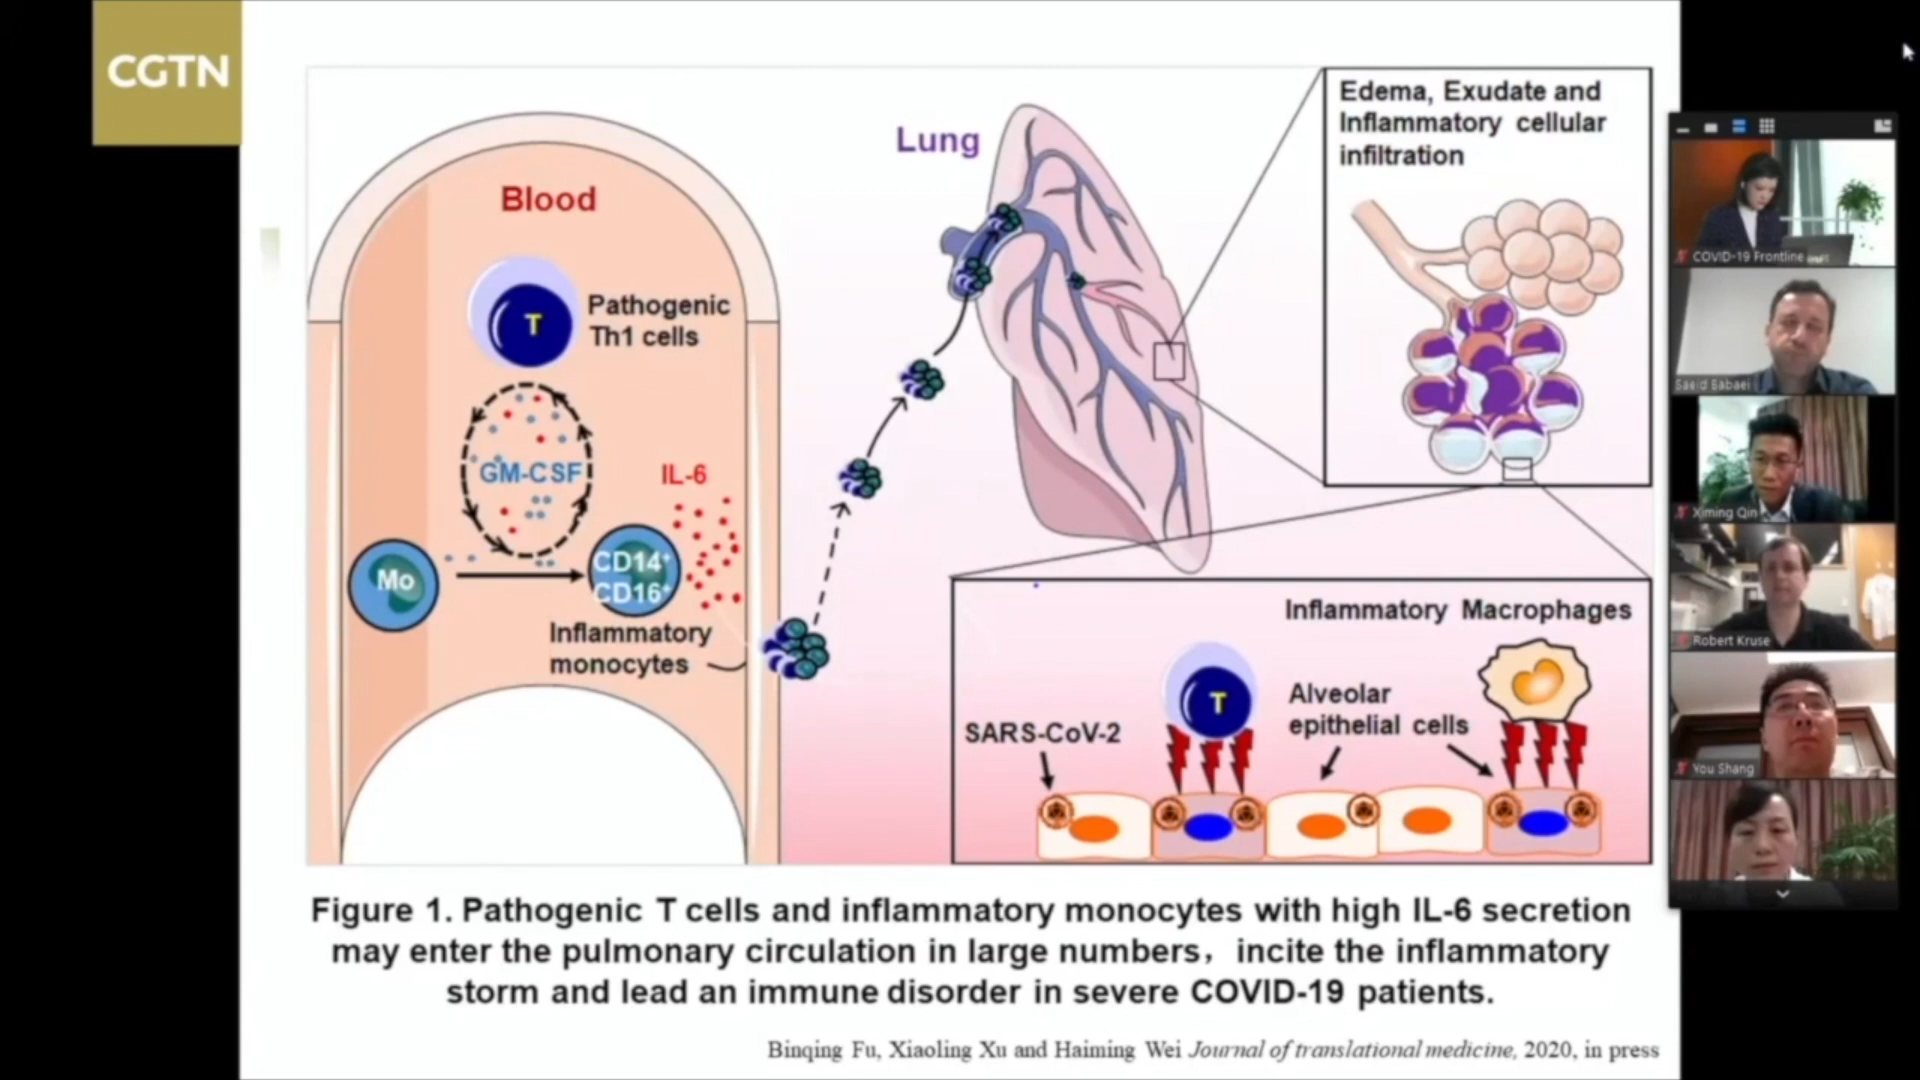 CGTN
Blood
T
Pathogenic
Th1 cells
GM-CSF
IL-6
Mo
CD14+
CD16+
Inflammatory
monocytes
Lung
Edema, Exudate and
Inflammatory cellular
infiltration
Inflammatory Macrophages
T
Alveolar
epithelial cells
SARS-CoV-2
Figure 1. Pathogenic T cells and inflammatory monocytes with high IL-6 secretion
may enter the pulmonary circulation in large numbers, incite the inflammatory
storm and lead an immune disorder in severe COVID-19 patients.
Binqing Fu, Xiaoling Xu and Haiming Wei Journal of translational medicine, 2020, in press
COVID-19 Frontline
Saeid Babaei
Ximing Qin
Robert Kruse
You Shang